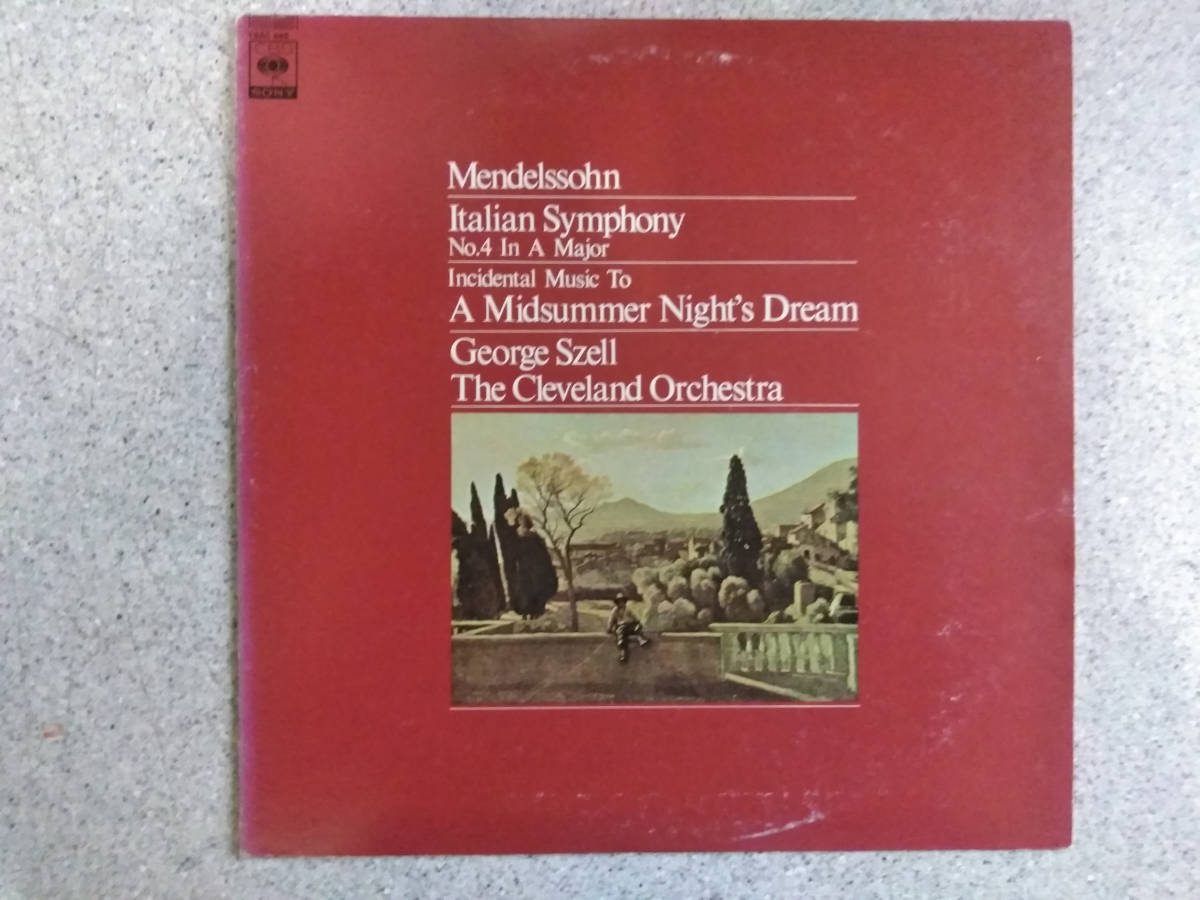 CBS
SONY
Mendelssohn
Italian Symphony
No.4 In A Major
Incidental Music To
A Midsummer Night's Dream
George Szell
The Cleveland Orchestra